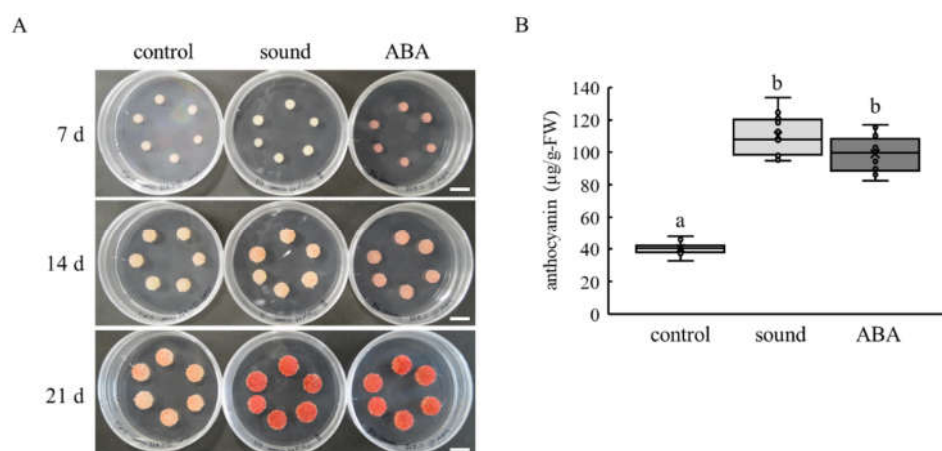 A
control sound ABA
7 d
14 d
21 d
B
anthocyanin (µg/g-FW)
140
120
100
80
60
40
20
0
a
b
b
control sound ABA